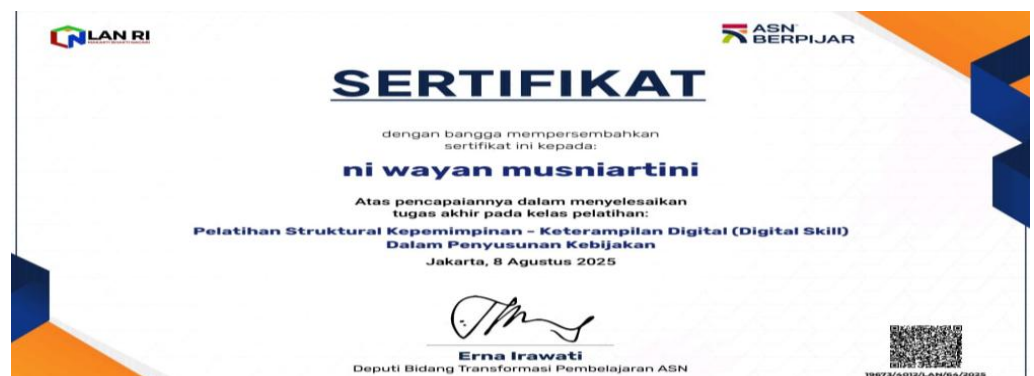 LAN RI
ASN
BERPIJAR
SERTIFIKAT
dengan bangga mempersembahkan
sertifikat ini kepada:
ni wayan musniartini
Atas pencapaiannya dalam menyelesaikan
tugas akhir pada kelas pelatihan:
Pelatihan Struktural Kepemimpinan – Keterampilan Digital (Digital Skill)
Dalam Penyusunan Kebijakan
Jakarta, 8 Agustus 2025
Erna Irawati
Deputi Bidang Transformasi Pembelajaran ASN